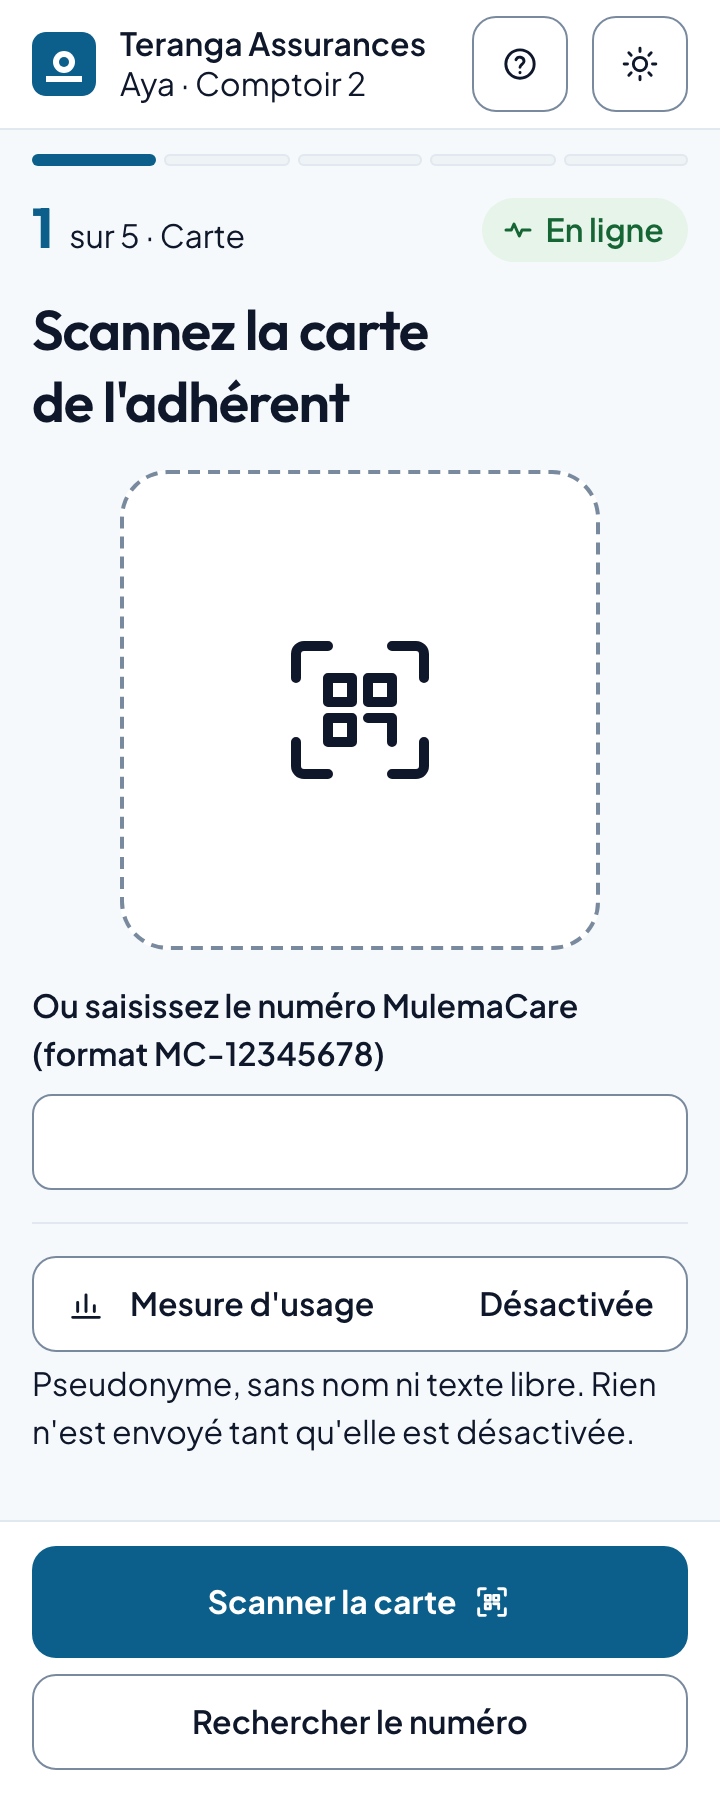 Teranga Assurances
Aya · Comptoir 2
1 sur 5 · Carte
En ligne
Scannez la carte
de l'adhérent
Ou saisissez le numéro MulemaCare
(format MC-12345678)
Mesure d'usage
Désactivée
Pseudonyme, sans nom ni texte libre. Rien
n'est envoyé tant qu'elle est désactivée.
Scanner la carte
Rechercher le numéro